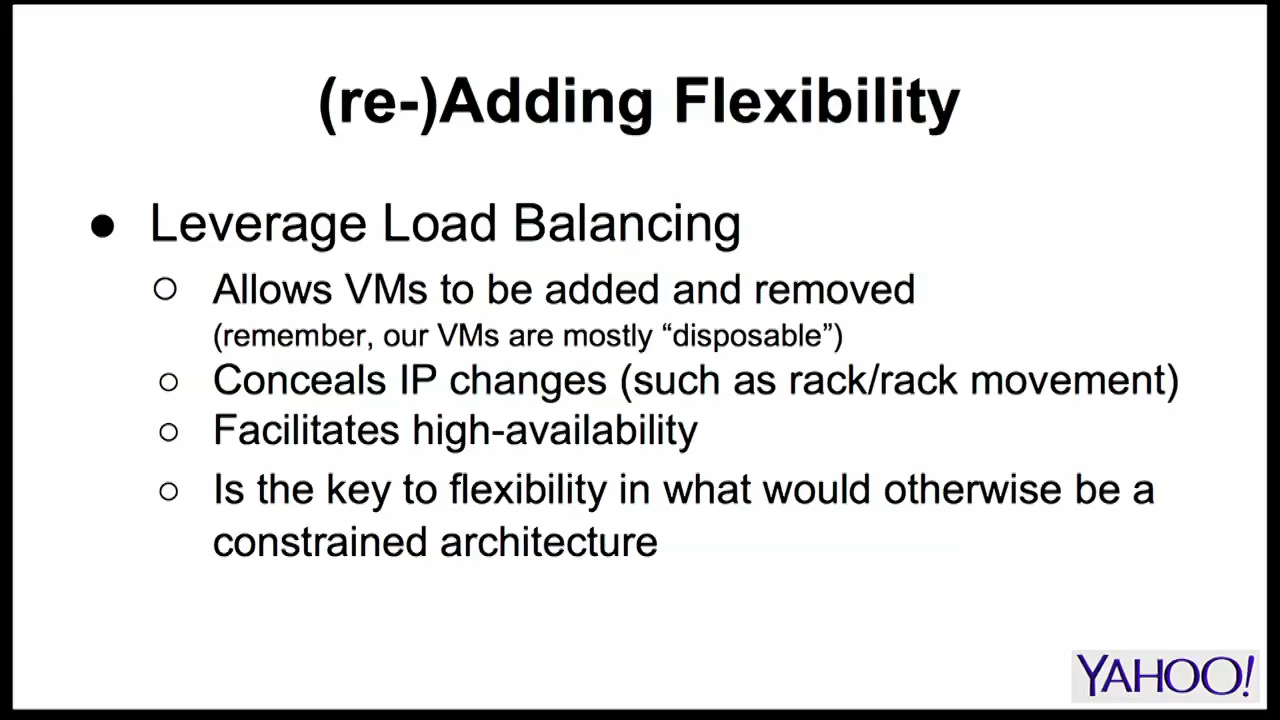 (re-)Adding Flexibility
● Leverage Load Balancing
○ Allows VMs to be added and removed
(remember, our VMs are mostly “disposable”)
○ Conceals IP changes (such as rack/rack movement)
○ Facilitates high-availability
○ Is the key to flexibility in what would otherwise be a
constrained architecture
YAHOO!